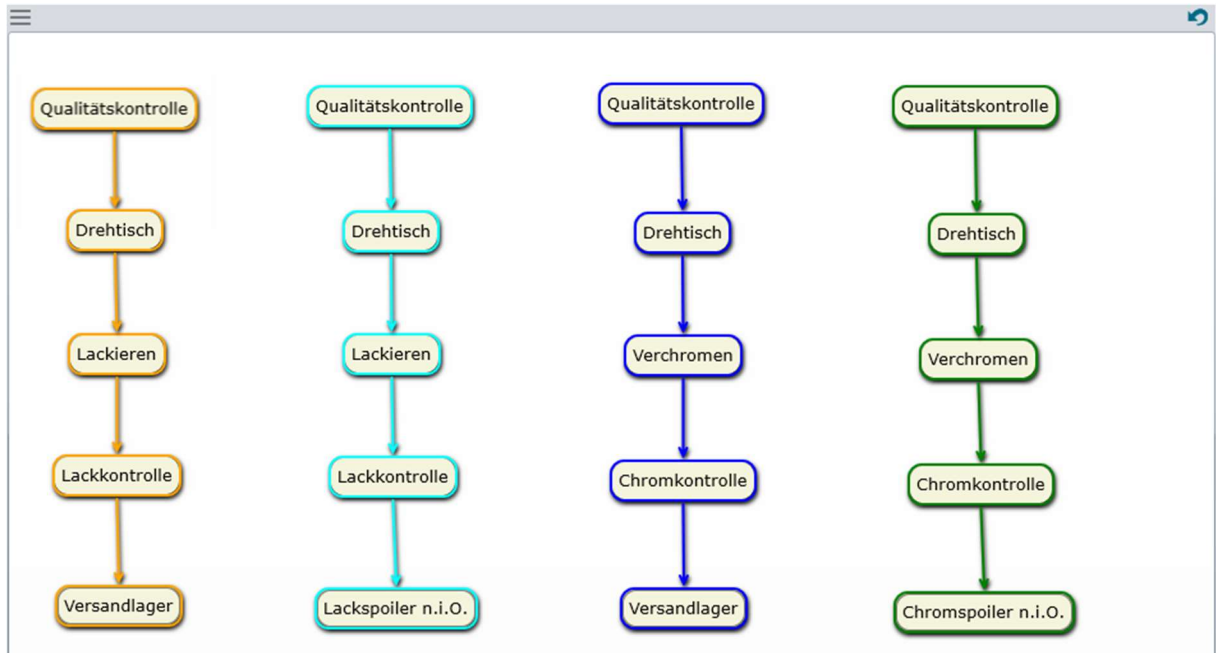 Qualitätskontrolle
Drehtisch
Lackieren
Lackkontrolle
Versandlager
Qualitätskontrolle
Drehtisch
Lackieren
Lackkontrolle
Lackspoiler n.i.O.
Qualitätskontrolle
Drehtisch
Verchromen
Chromkontrolle
Versandlager
Qualitätskontrolle
Drehtisch
Verchromen
Chromkontrolle
Chromspoiler n.i.O.